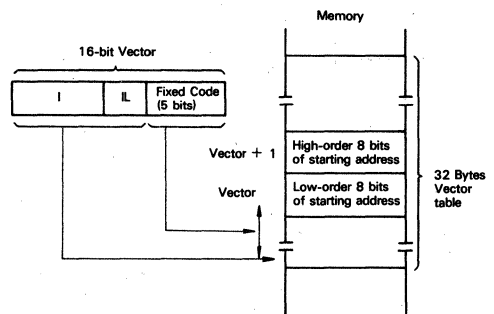 Memory
16-bit Vector
I
IL
Fixed Code
(5 bits)
Vector + 1
High-order 8 bits
of starting address
Vector
Low-order 8 bits
of starting address
32 Bytes
Vector
table